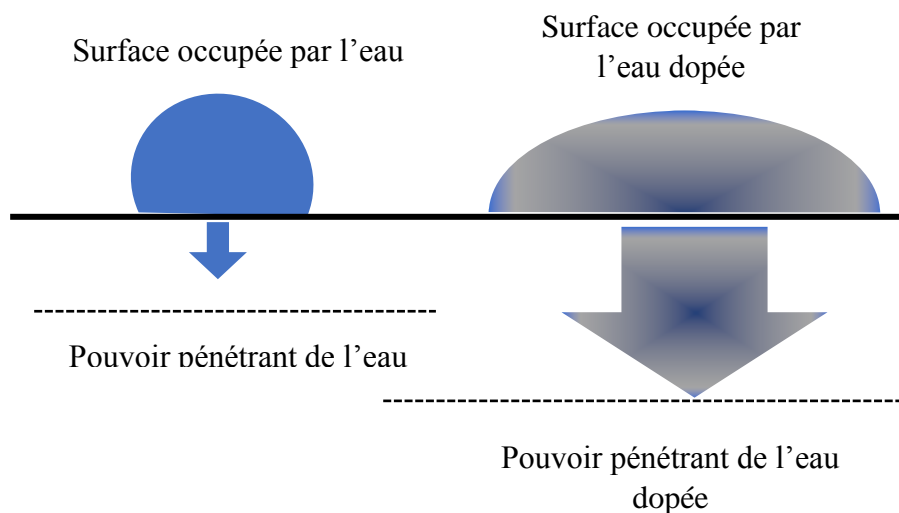 Surface occupée par l’eau
Surface occupée par
l’eau dopée
Pouvoir pénétrant de l’eau
Pouvoir pénétrant de l’eau
dopée